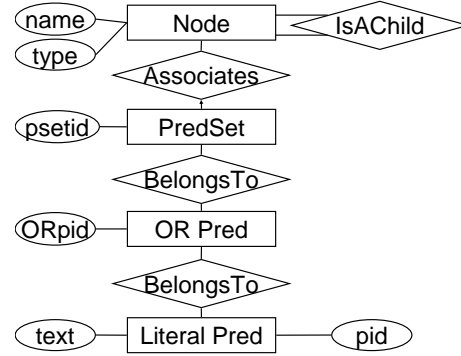 name
Node
IsAChild
type
Associates
psetid
PredSet
BelongsTo
ORpid
OR Pred
BelongsTo
text
Literal Pred
pid